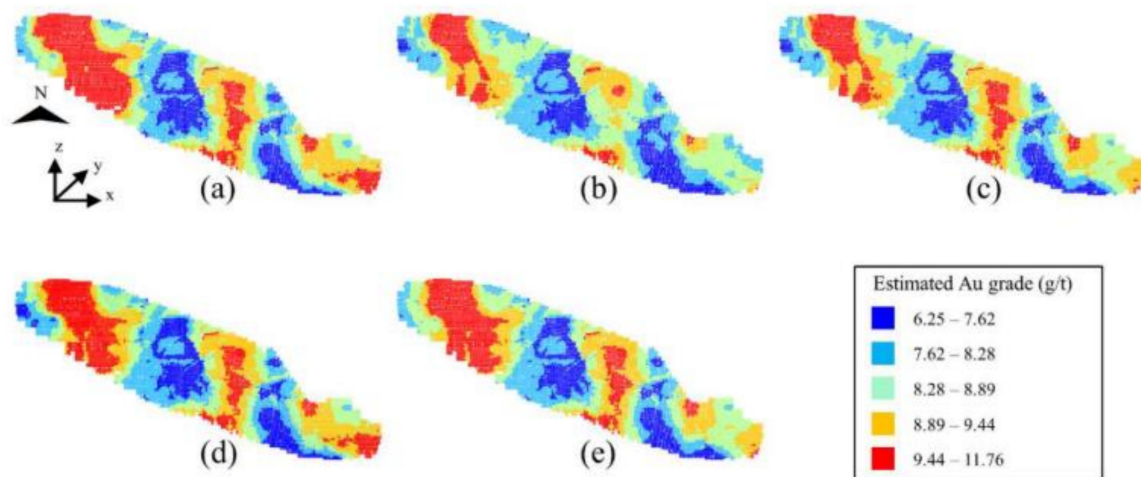 N
z
y
x
(a)
(b)
(c)
(d)
(e)
Estimated Au grade (g/t)
6.25 – 7.62
7.62 – 8.28
8.28 – 8.89
8.89 – 9.44
9.44 – 11.76